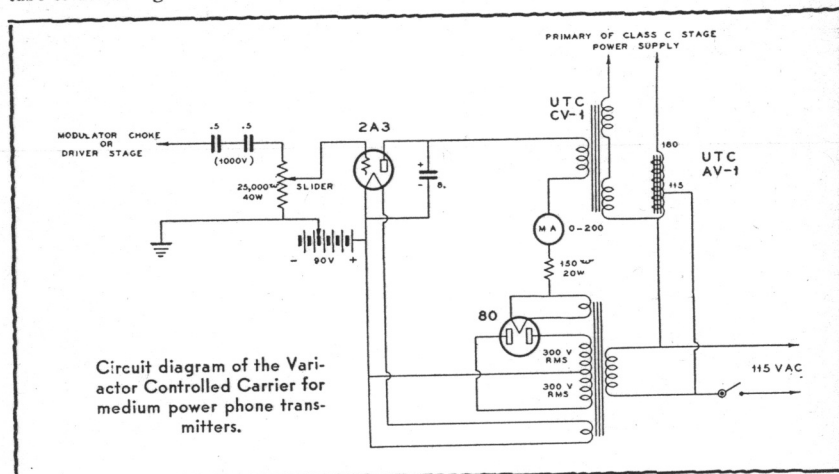 PRIMARY OF CLASS C STAGE
POWER SUPPLY
UTC
CV-1
2A3
.5 .5
MODULATOR CHOKE
OR
DRIVER STAGE
(1000V)
180
UTC
AV-1
+
-
8.
25,000 ω
40W
SLIDER
115
MA
0-200
- 90V +
150 ω
20W
80
300 V
RMS
300 V
RMS
115 VAC
Circuit diagram of the Vari-
actor Controlled Carrier for
medium power phone trans-
mitters.